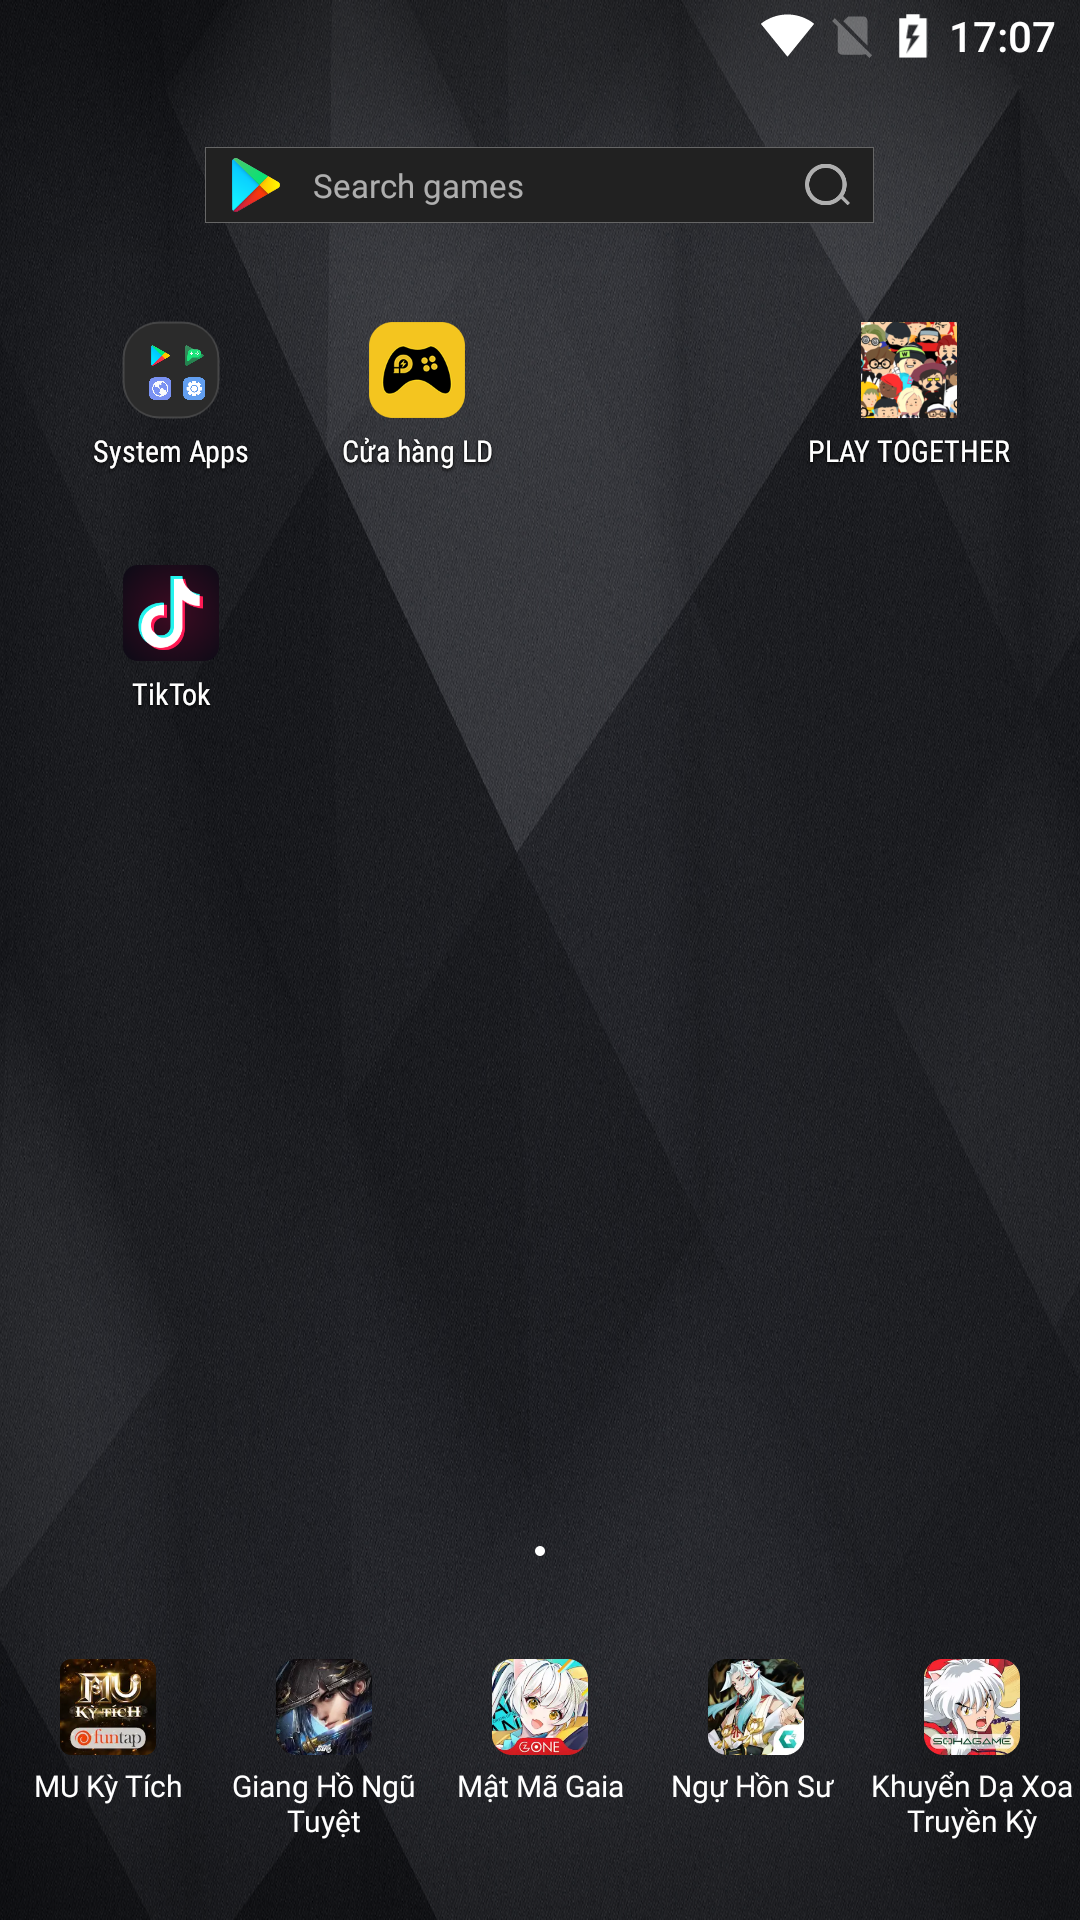 17:07
Search games
System Apps
Cửa hàng LD
PLAY TOGETHER
TikTok
MU
KỲ TÍCH
funtap
GONE
SOHAGAME
MU Kỳ Tích
Giang Hồ Ngũ
Tuyệt
Mật Mã Gaia
Ngự Hồn Sư
Khuyển Dạ Xoa
Truyền Kỳ